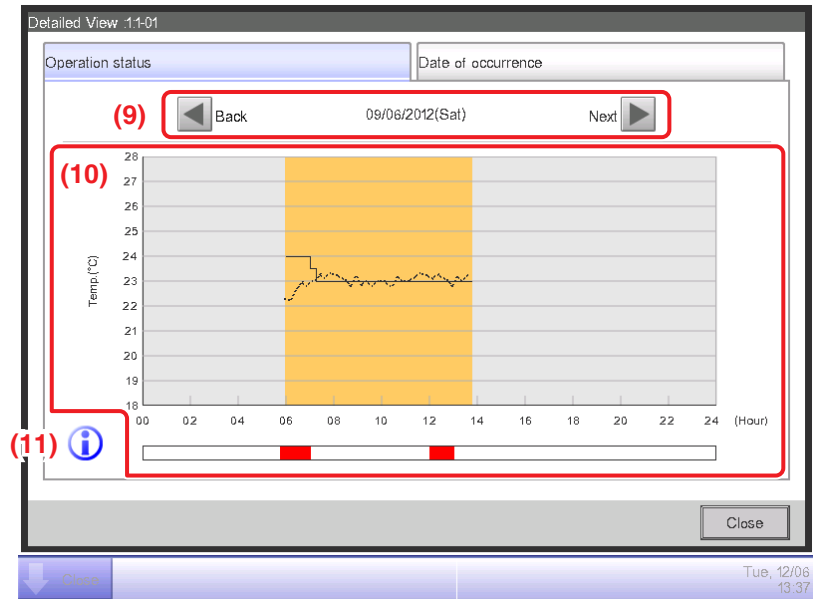 Detailed View :1:1-01
Operation status
Date of occurrence
(9)
Back
09/06/2012(Sat)
Next
(10)
28
27
26
25
24
23
22
21
20
19
18
Temp.(°C)
00 02 04 06 08 10 12 14 16 18 20 22 24 (Hour)
(11)
i
Close
Close
Tue, 12/06
13:37